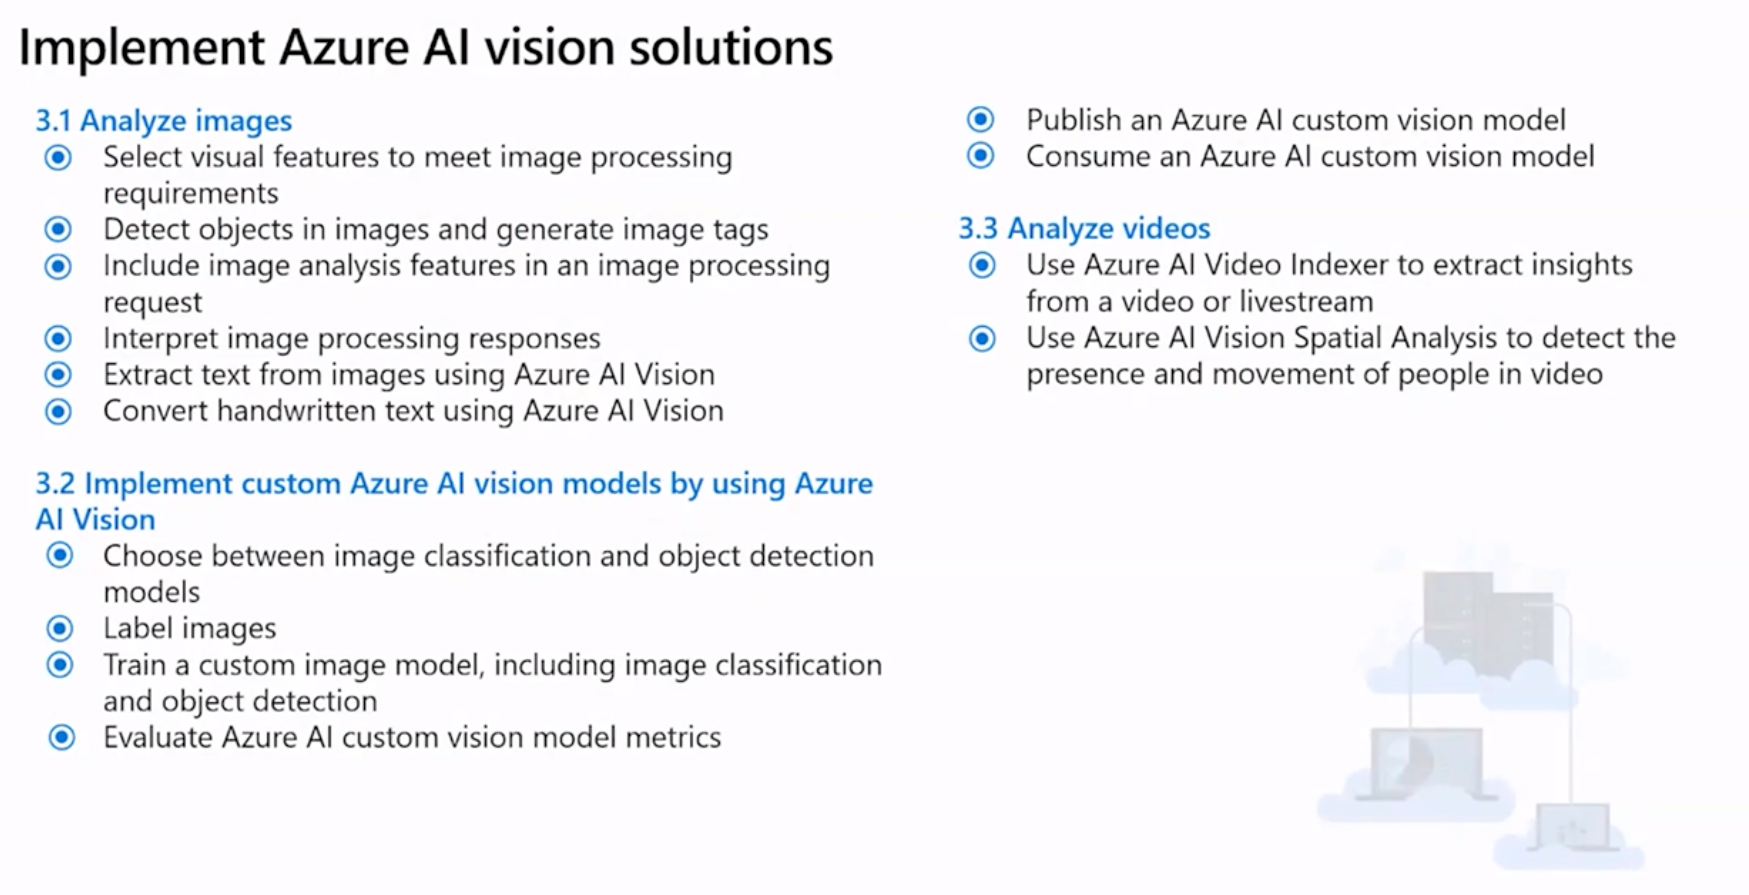 Implement Azure AI vision solutions
3.1 Analyze images
Select visual features to meet image processing
requirements
Detect objects in images and generate image tags
Include image analysis features in an image processing
request
Interpret image processing responses
Extract text from images using Azure AI Vision
Convert handwritten text using Azure AI Vision
3.2 Implement custom Azure AI vision models by using Azure
AI Vision
Choose between image classification and object detection
models
Label images
Train a custom image model, including image classification
and object detection
Evaluate Azure AI custom vision model metrics
Publish an Azure AI custom vision model
Consume an Azure AI custom vision model
3.3 Analyze videos
Use Azure AI Video Indexer to extract insights
from a video or livestream
Use Azure AI Vision Spatial Analysis to detect the
presence and movement of people in video